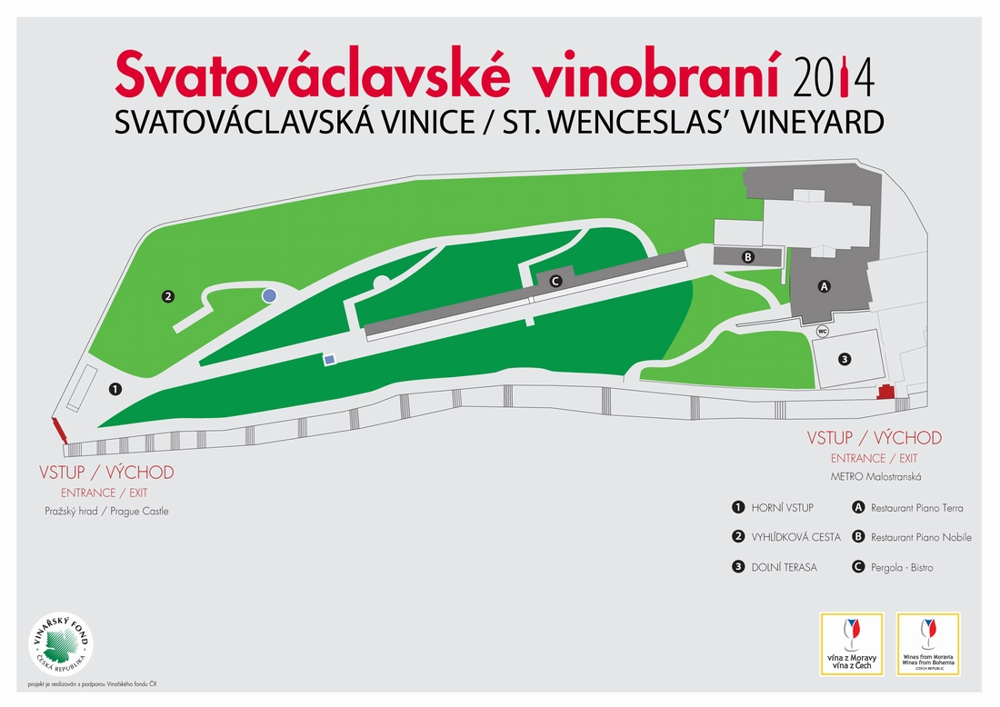 Svatováclavské vinobraní 2014
SVATOVÁCLAVSKÁ VINICE / ST. WENCESLAS’ VINEYARD
B
C
A
2
WC
3
1
VSTUP / VÝCHOD
ENTRANCE / EXIT
METRO Malostranská
VSTUP / VÝCHOD
ENTRANCE / EXIT
Pražský hrad / Prague Castle
1 HORNÍ VSTUP
A Restaurant Piano Terra
2 VYHLÍDKOVÁ CESTA
B Restaurant Piano Nobile
3 DOLNÍ TERASA
C Pergola - Bistro
VINAŘSKÝ FOND
ČESKÁ REPUBLIKA
projekt je realizován s podporou Vinařského fondu ČR
vína z Moravy
vína z Čech
Wines from Moravia
Wines from Bohemia
CZECH REPUBLIC